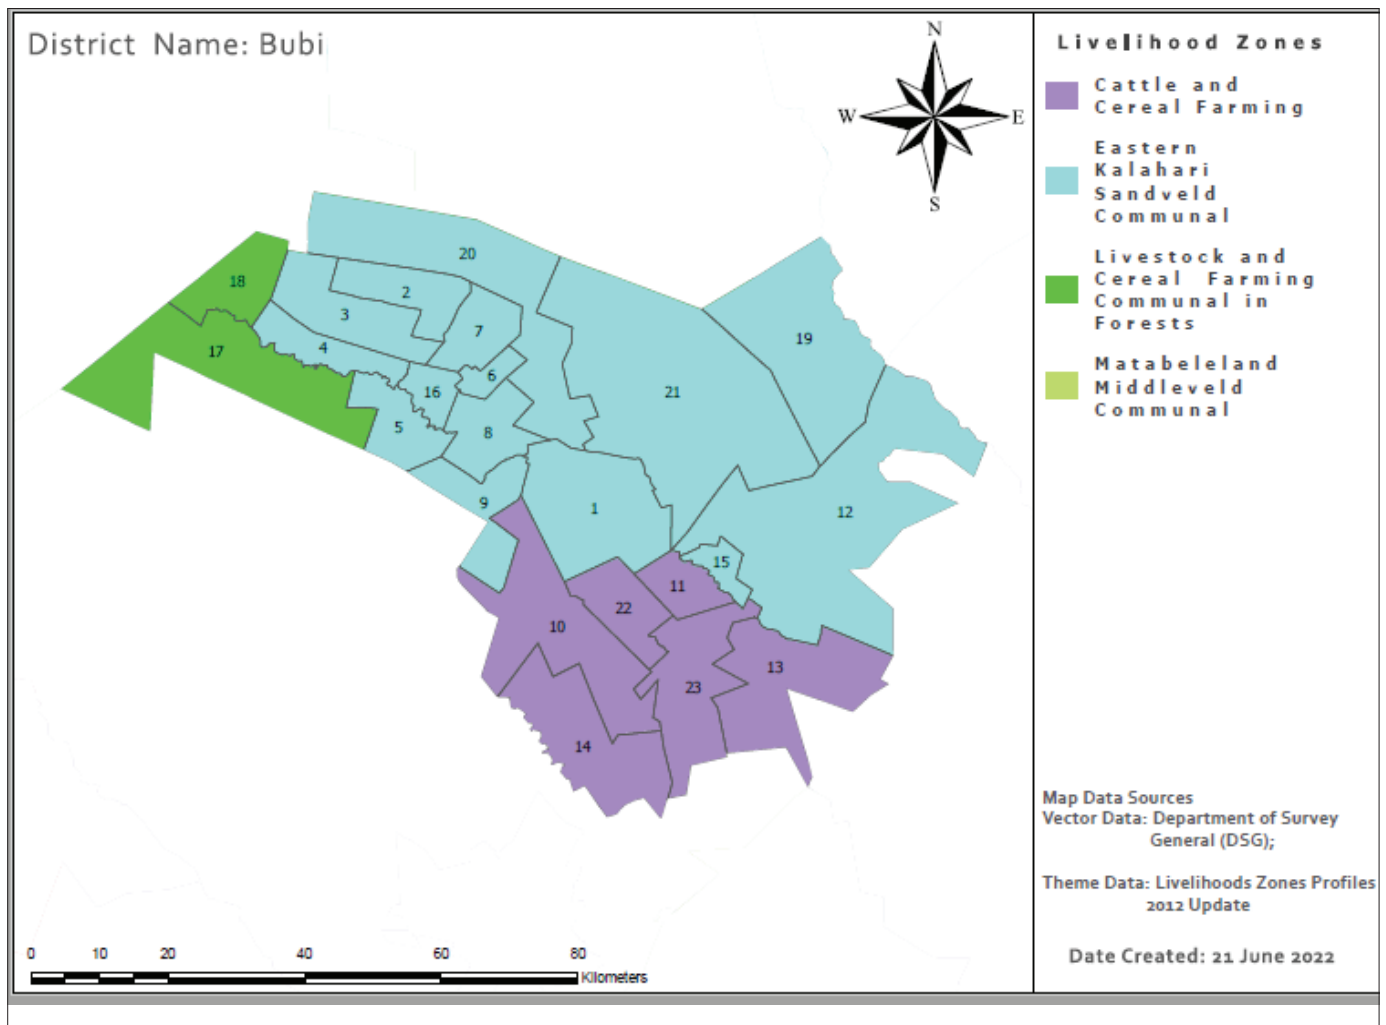 District Name: Bubi
N
W
E
S
Livelihood Zones
Cattle and
Cereal Farming
Eastern
Kalahari
Sandveld
Communal
Livestock and
Cereal Farming
Communal in
Forests
Matabeleland
Middleveld
Communal
20
18
2
3
7
19
4
17
6
21
16
5
8
9
1
12
15
11
22
10
13
23
14
Map Data Sources
Vector Data: Department of Survey
General (DSG);
Theme Data: Livelihoods Zones Profiles
2012 Update
Date Created: 21 June 2022
0 10 20 40 60 80
Kilometers